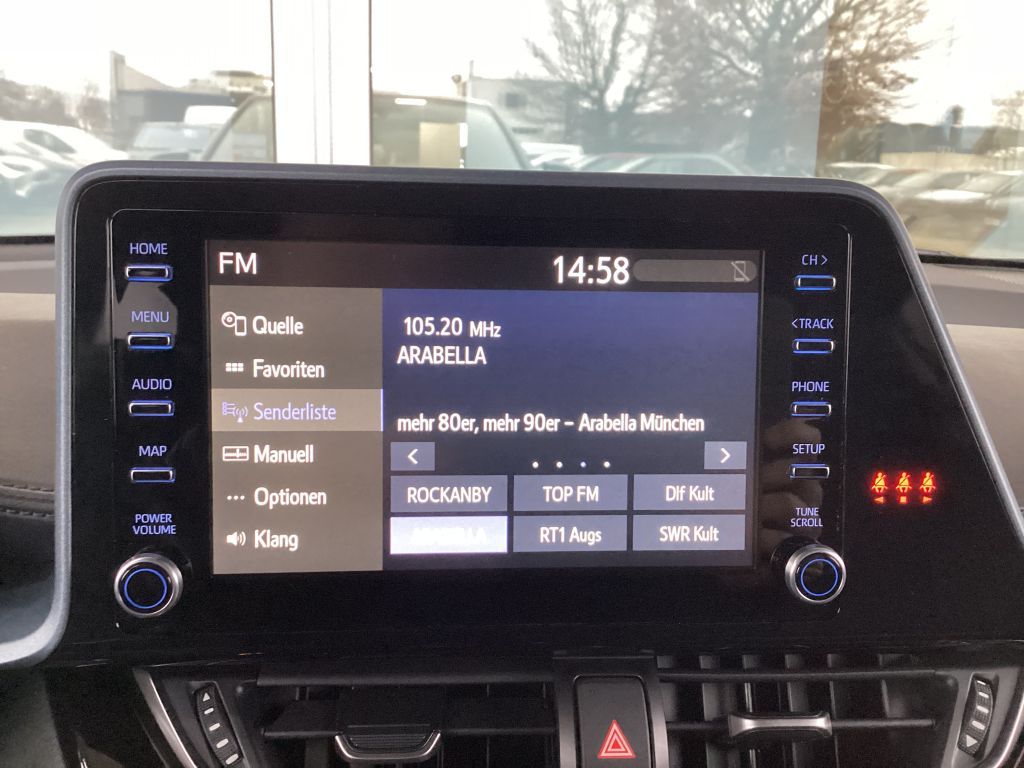 HOME
MENU
AUDIO
MAP
POWER
VOLUME
FM
14:58
Quelle
Favoriten
Senderliste
Manuell
Optionen
Klang
105.20 MHz
ARABELLA
mehr 80er, mehr 90er – Arabella München
< >
ROCKANBY TOP FM Dlf Kult
ARABELLA RT1 Augs SWR Kult
CH >
<TRACK
PHONE
SETUP
TUNE
SCROLL